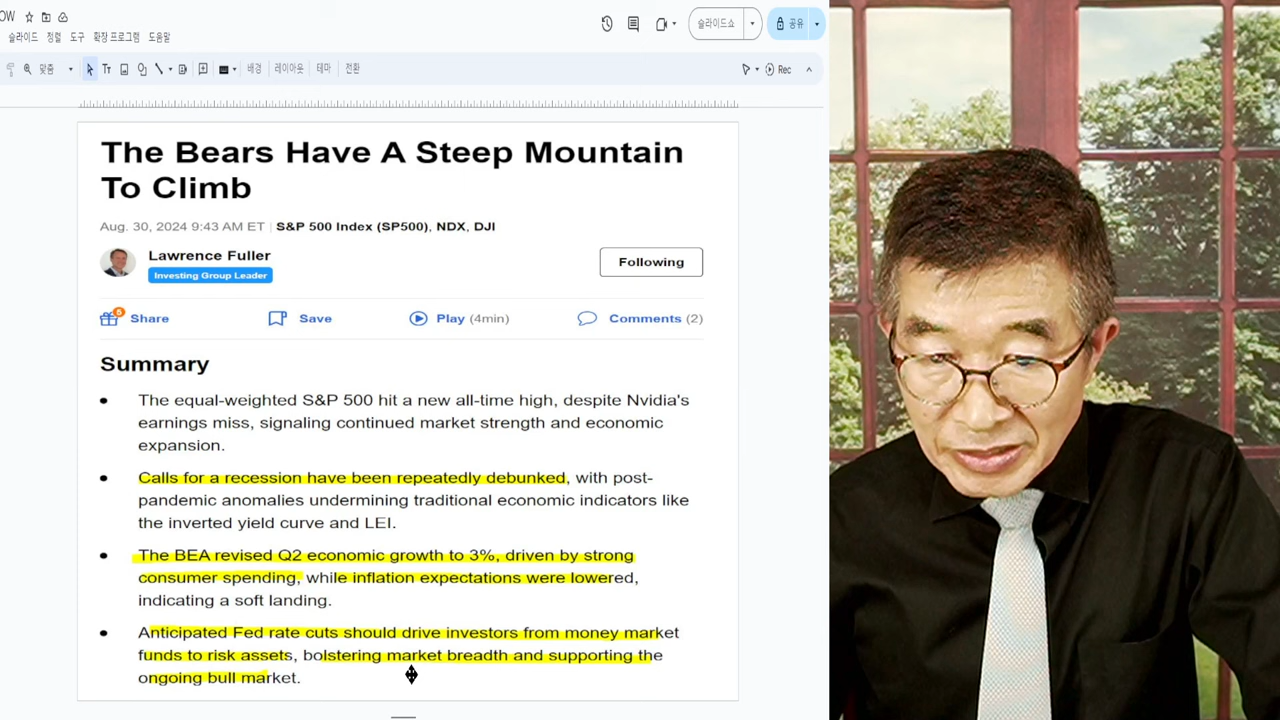 OW
슬라이드쇼
공유
슬라이드 정렬 도구 확장 프로그램 도움말
맞춤 Tr 배경 레이아웃 테마 전환 Rec
The Bears Have A Steep Mountain
To Climb
Aug. 30, 2024 9:43 AM ET | S&P 500 Index (SP500), NDX, DJI
Lawrence Fuller
Investing Group Leader
Following
5
Share Save Play (4min) Comments (2)
Summary
• The equal-weighted S&P 500 hit a new all-time high, despite Nvidia's
earnings miss, signaling continued market strength and economic
expansion.
• Calls for a recession have been repeatedly debunked, with post-
pandemic anomalies undermining traditional economic indicators like
the inverted yield curve and LEI.
• The BEA revised Q2 economic growth to 3%, driven by strong
consumer spending, while inflation expectations were lowered,
indicating a soft landing.
• Anticipated Fed rate cuts should drive investors from money market
funds to risk assets, bolstering market breadth and supporting the
ongoing bull market.